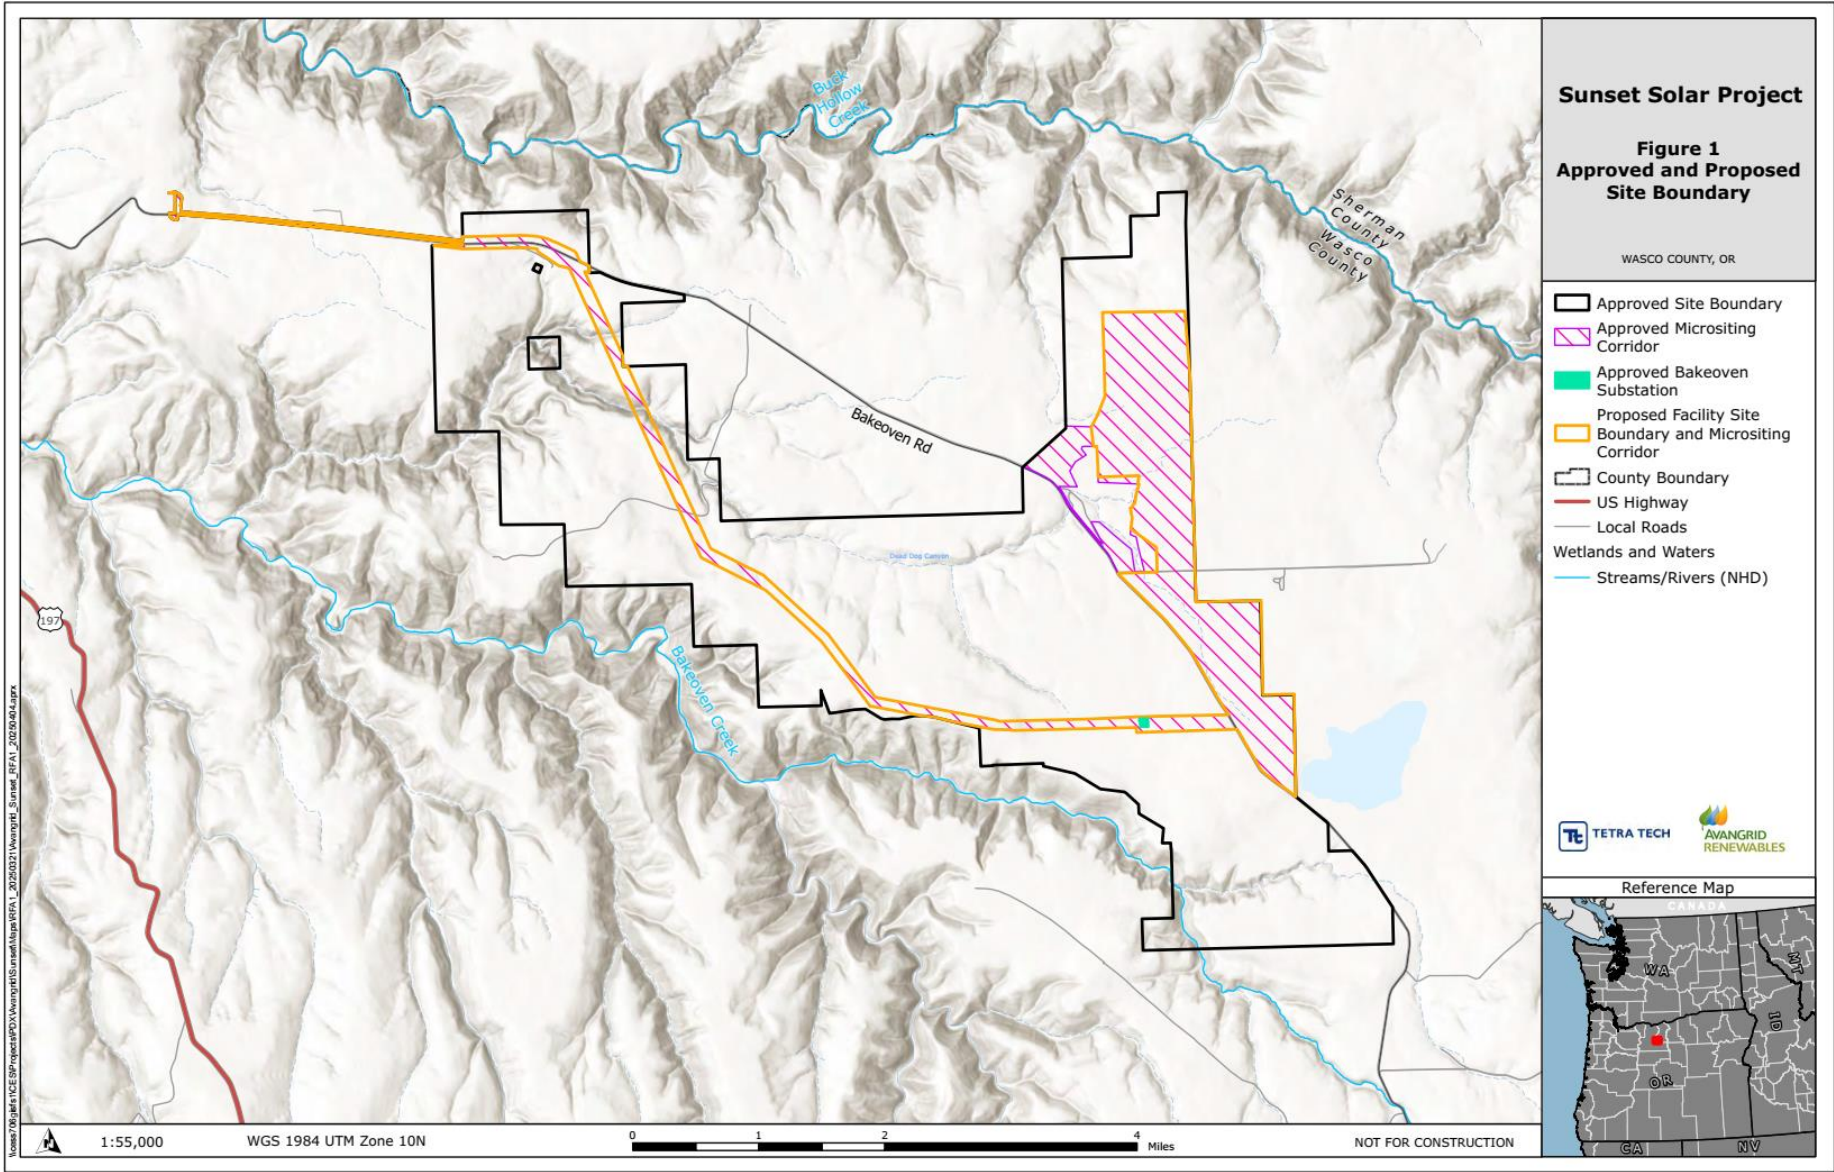 Sunset Solar Project
Figure 1
Approved and Proposed
Site Boundary
WASCO COUNTY, OR
Approved Site Boundary
Approved Micrositing
Corridor
Approved Bakeoven
Substation
Proposed Facility Site
Boundary and Micrositing
Corridor
County Boundary
US Highway
Local Roads
Wetlands and Waters
Streams/Rivers (NHD)
TETRA TECH
AVANGRID
RENEWABLES
Reference Map
CANADA
WA
MT
ID
OR
CA
NV
Buck
Hollow
Creek
Sherman
County
Wasco
County
Bakeoven Rd
Dead Dog Canyon
197
Bakeoven Creek
N
1:55,000
WGS 1984 UTM Zone 10N
0 1 2 4
Miles
NOT FOR CONSTRUCTION